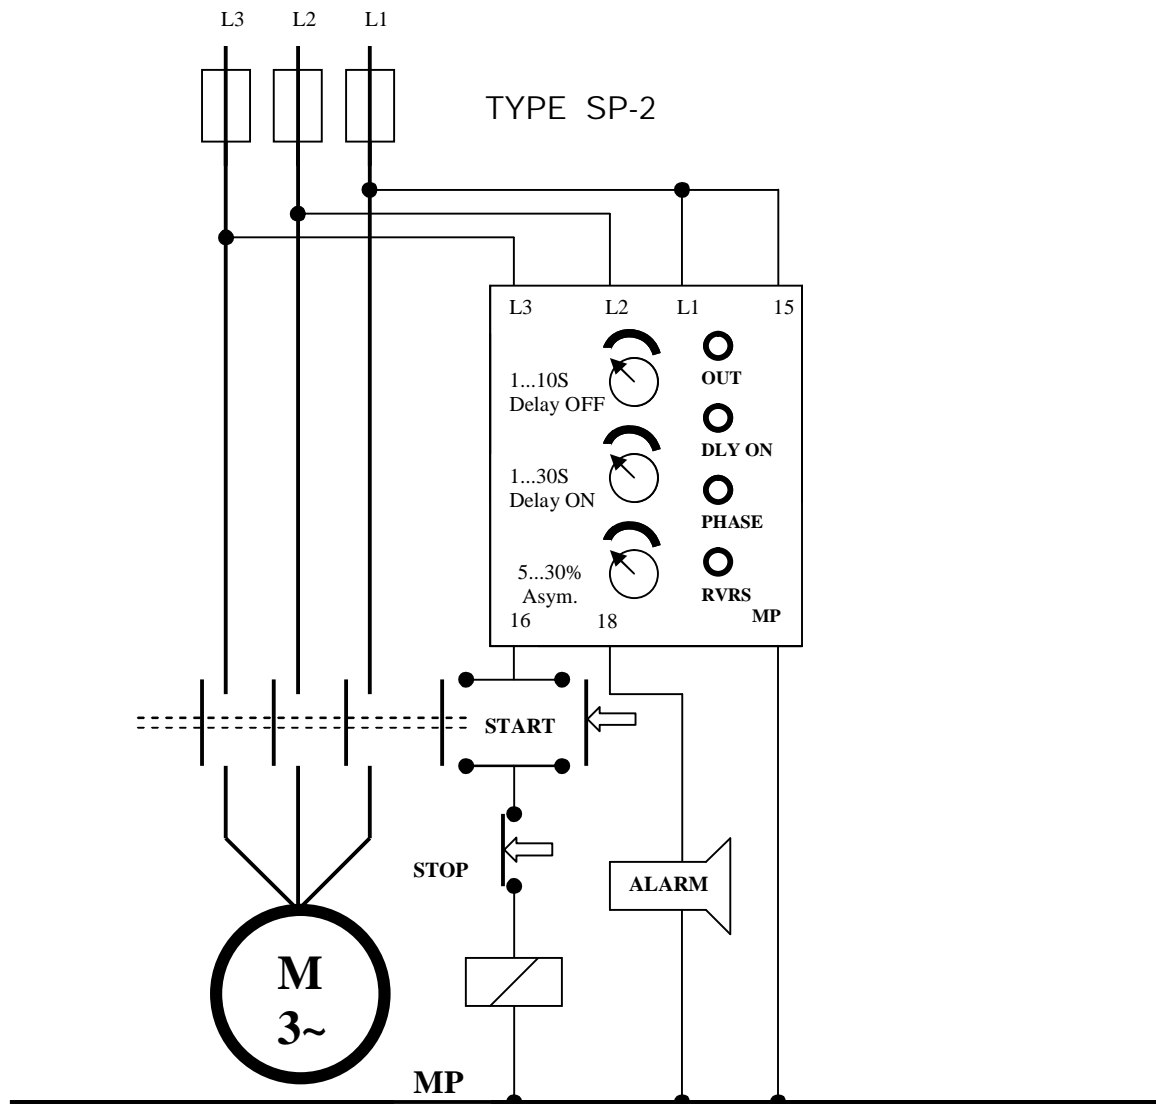 L3 L2 L1
TYPE SP-2
L3 L2 L1 15
1...10S
Delay OFF
OUT
1...30S
Delay ON
DLY ON
PHASE
5...30%
Asym.
RVRS
16 18 MP
START
STOP
ALARM
M
3~
MP